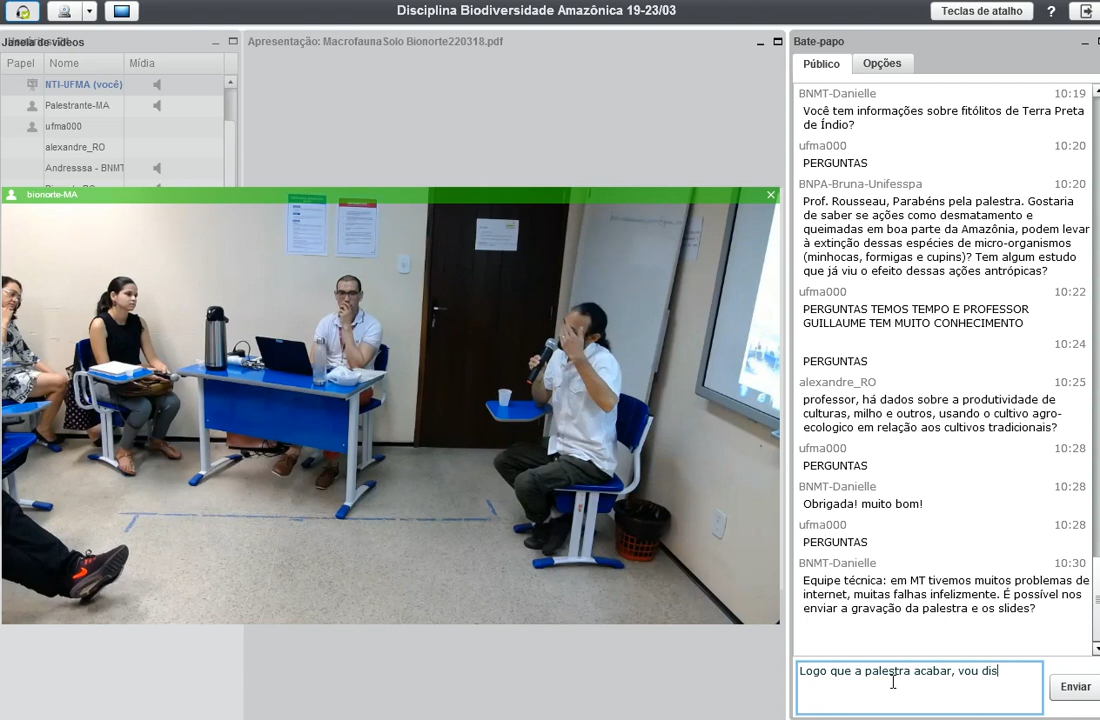 Disciplina Biodiversidade Amazônica 19-23/03
Teclas de atalho
?
Janela de vídeos
Papel Nome Mídia
NTI-UFMA (você)
Palestrante-MA
ufma000
alexandre_RO
Andresssa - BNMT
Apresentação: MacrofaunaSolo Bionorte220318.pdf
bionorte-MA
Bate-papo
Público Opções
BNMT-Danielle 10:19
Você tem informações sobre fitólitos de Terra Preta
de Índio?
ufma000 10:20
PERGUNTAS
BNPA-Bruna-Unifesspa 10:20
Prof. Rousseau, Parabéns pela palestra. Gostaria
de saber se ações como desmatamento e
queimadas em boa parte da Amazônia, podem levar
à extinção dessas espécies de micro-organismos
(minhocas, formigas e cupins)? Tem algum estudo
que já viu o efeito dessas ações antrópicas?
ufma000 10:22
PERGUNTAS TEMOS TEMPO E PROFESSOR
GUILLAUME TEM MUITO CONHECIMENTO
10:24
PERGUNTAS
alexandre_RO 10:25
professor, há dados sobre a produtividade de
culturas, milho e outros, usando o cultivo agro-
ecologico em relação aos cultivos tradicionais?
ufma000 10:28
PERGUNTAS
BNMT-Danielle 10:28
Obrigada! muito bom!
ufma000 10:28
PERGUNTAS
BNMT-Danielle 10:30
Equipe técnica: em MT tivemos muitos problemas de
internet, muitas falhas infelizmente. É possível nos
enviar a gravação da palestra e os slides?
Logo que a palestra acabar, vou dis
Enviar